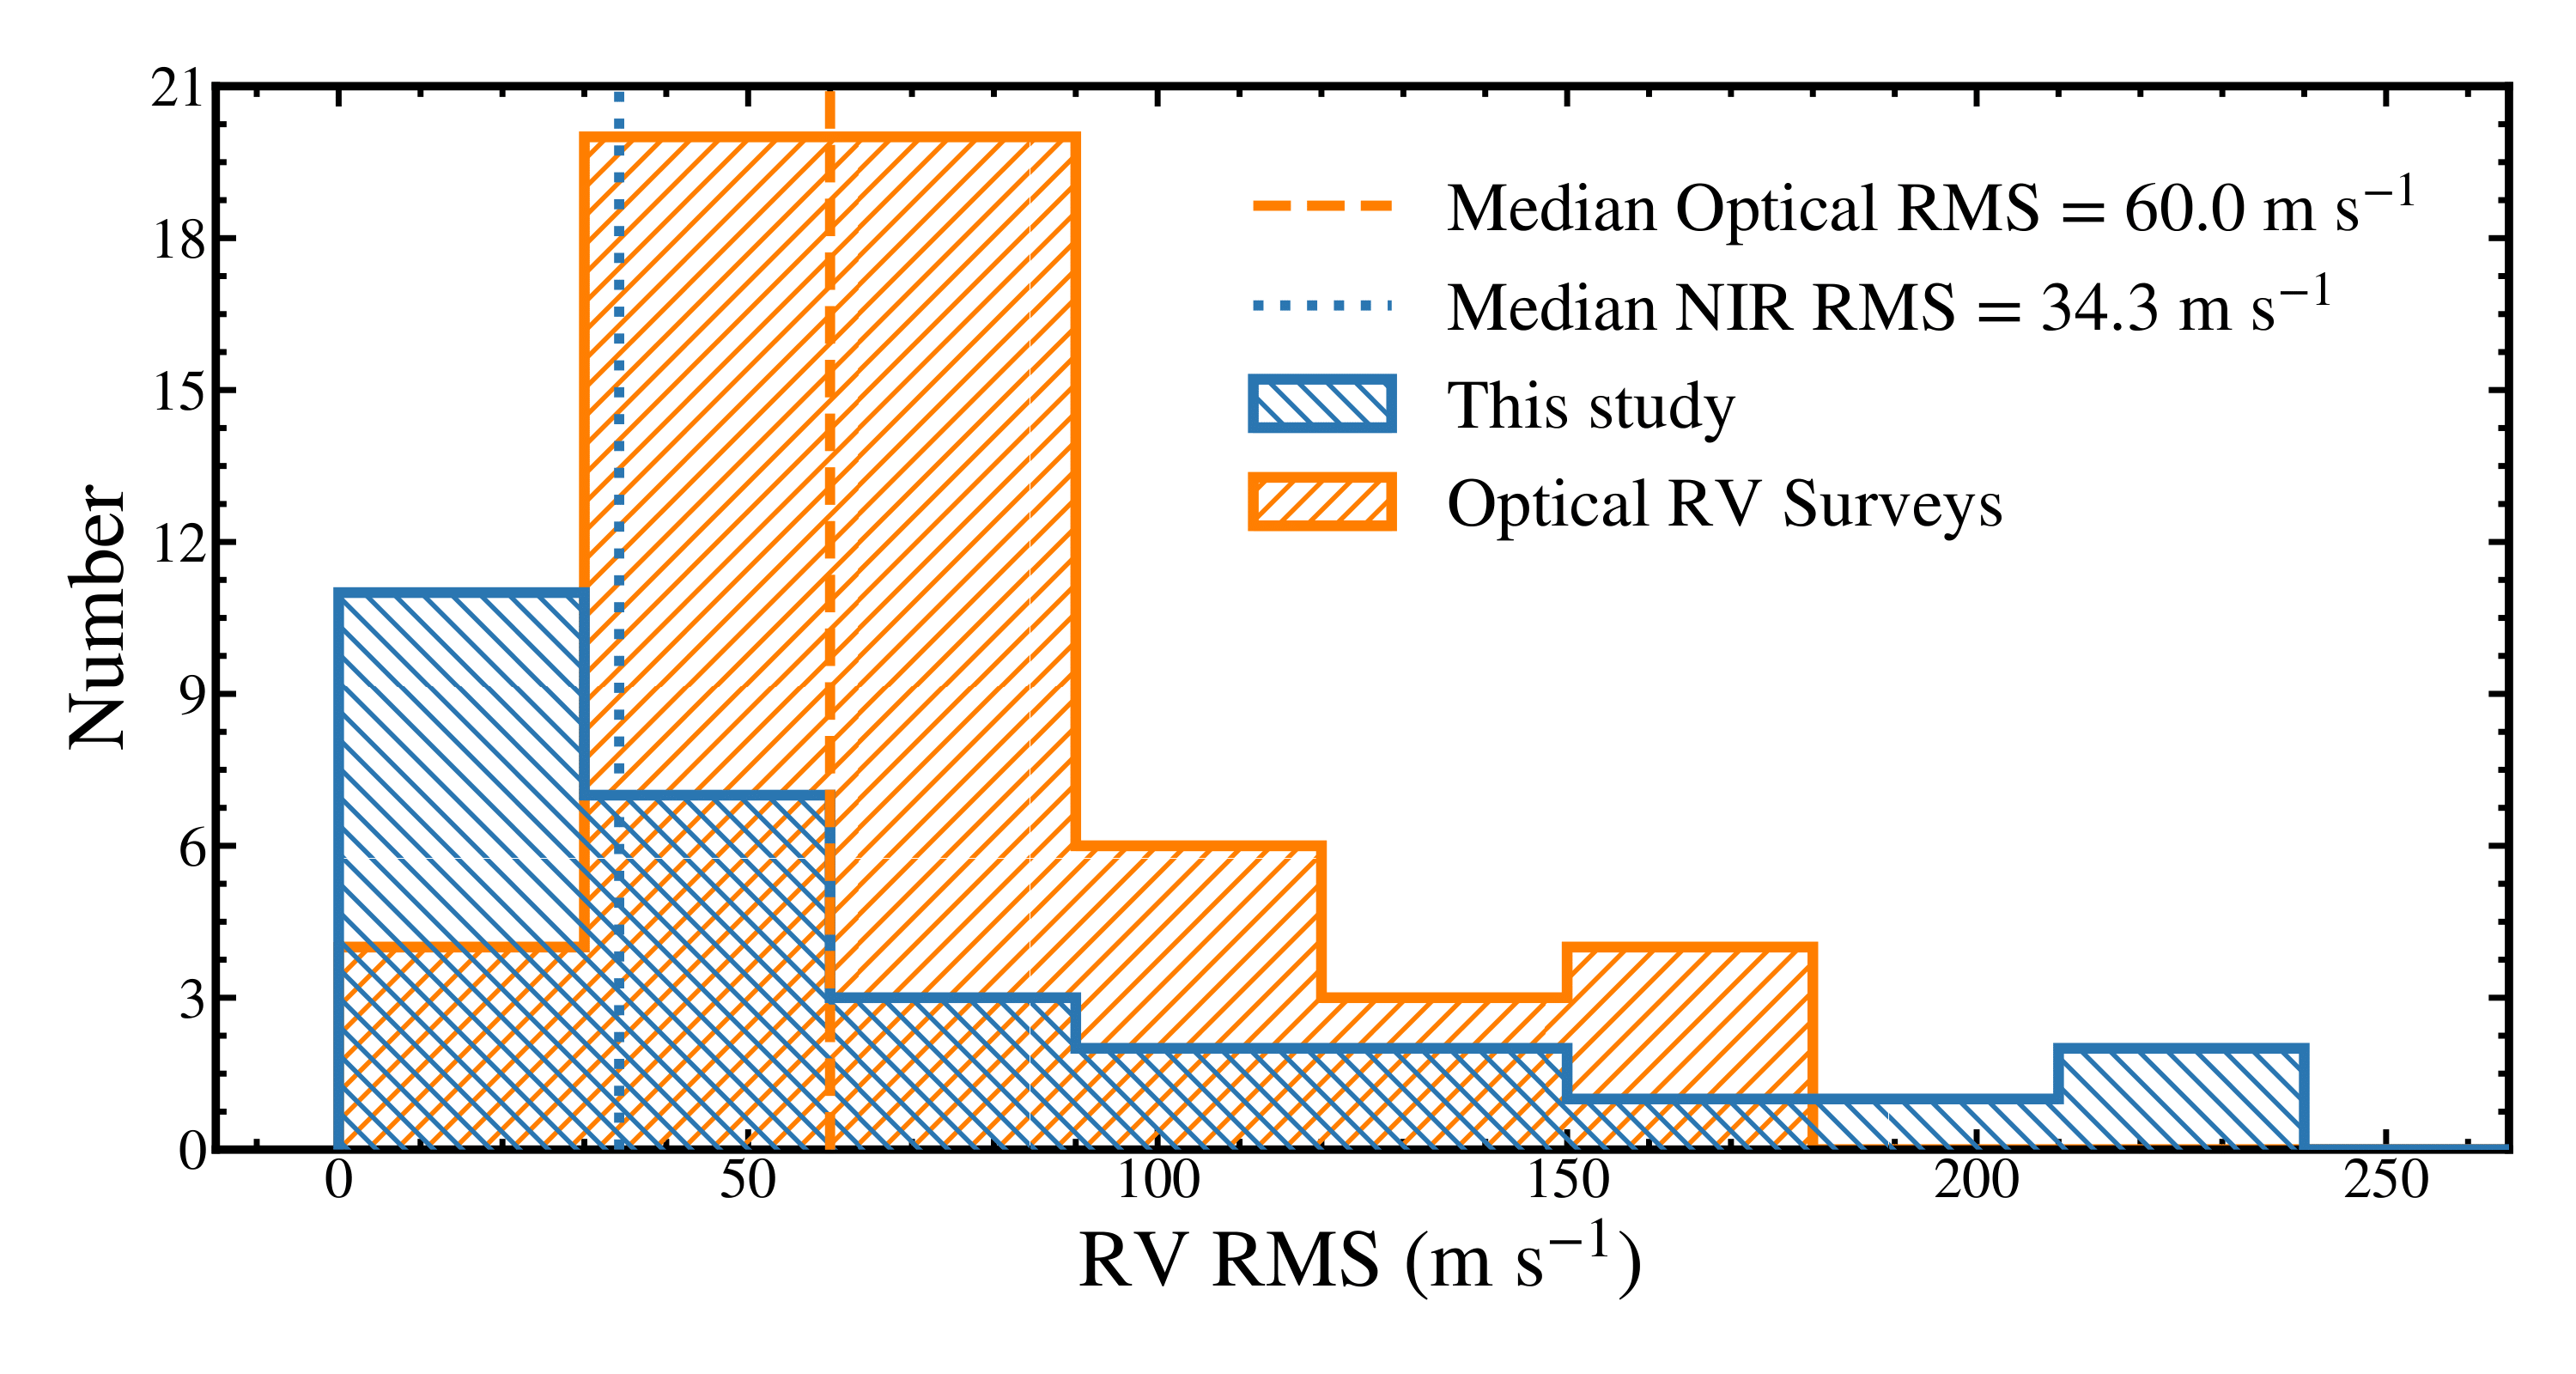 21
18
15
12
9
6
3
0
Number
Median Optical RMS = 60.0 m s⁻¹
Median NIR RMS = 34.3 m s⁻¹
This study
Optical RV Surveys
0 50 100 150 200 250
RV RMS (m s⁻¹)